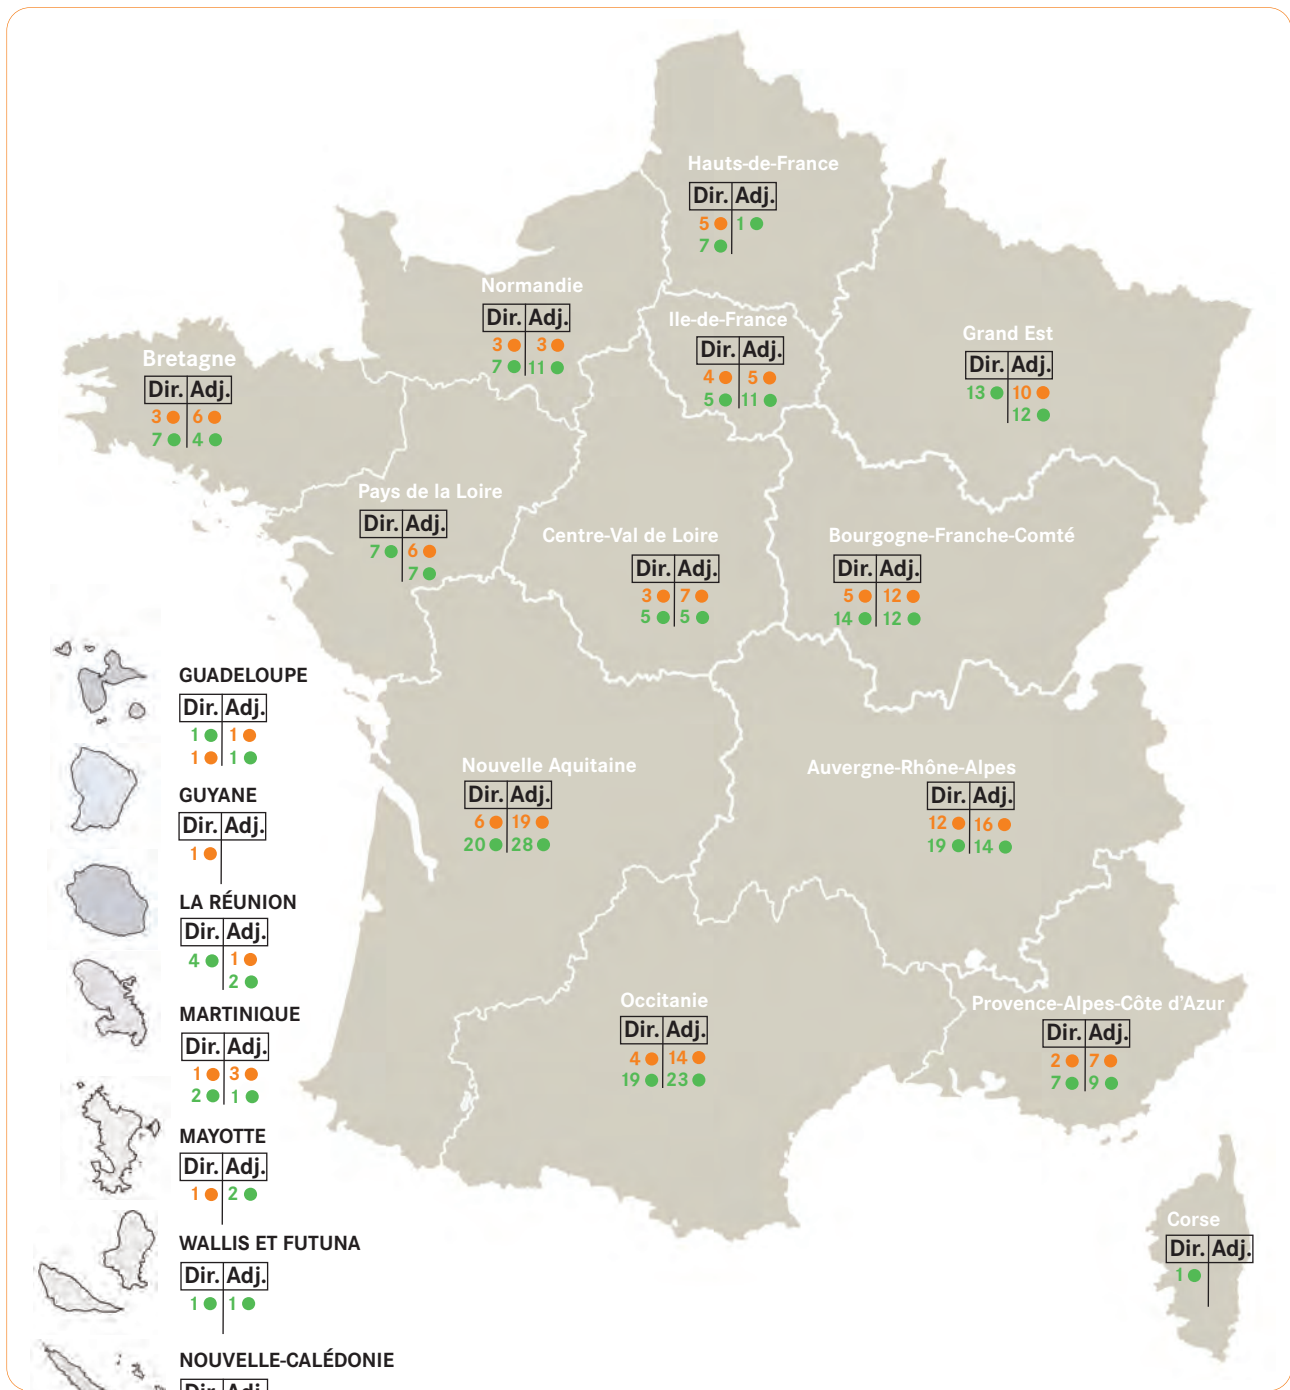 Hauts-de-France
Dir. Adj.
5 1
7
Normandie
Dir. Adj.
3 3
7 11
Ile-de-France
Dir. Adj.
4 5
5 11
Grand Est
Dir. Adj.
13 10
12
Bretagne
Dir. Adj.
3 6
7 4
Pays de la Loire
Dir. Adj.
7 6
7
Centre-Val de Loire
Dir. Adj.
3 7
5 5
Bourgogne-Franche-Comté
Dir. Adj.
5 12
14 12
Nouvelle Aquitaine
Dir. Adj.
6 19
20 28
Auvergne-Rhône-Alpes
Dir. Adj.
12 16
19 14
Occitanie
Dir. Adj.
4 14
19 23
Provence-Alpes-Côte d'Azur
Dir. Adj.
2 7
7 9
Corse
Dir. Adj.
1
GUADELOUPE
Dir. Adj.
1 1
1 1
GUYANE
Dir. Adj.
1
LA RÉUNION
Dir. Adj.
4 1
2
MARTINIQUE
Dir. Adj.
1 3
2 1
MAYOTTE
Dir. Adj.
1 2
WALLIS ET FUTUNA
Dir. Adj.
1 1
NOUVELLE-CALÉDONIE
Dir. Adj.